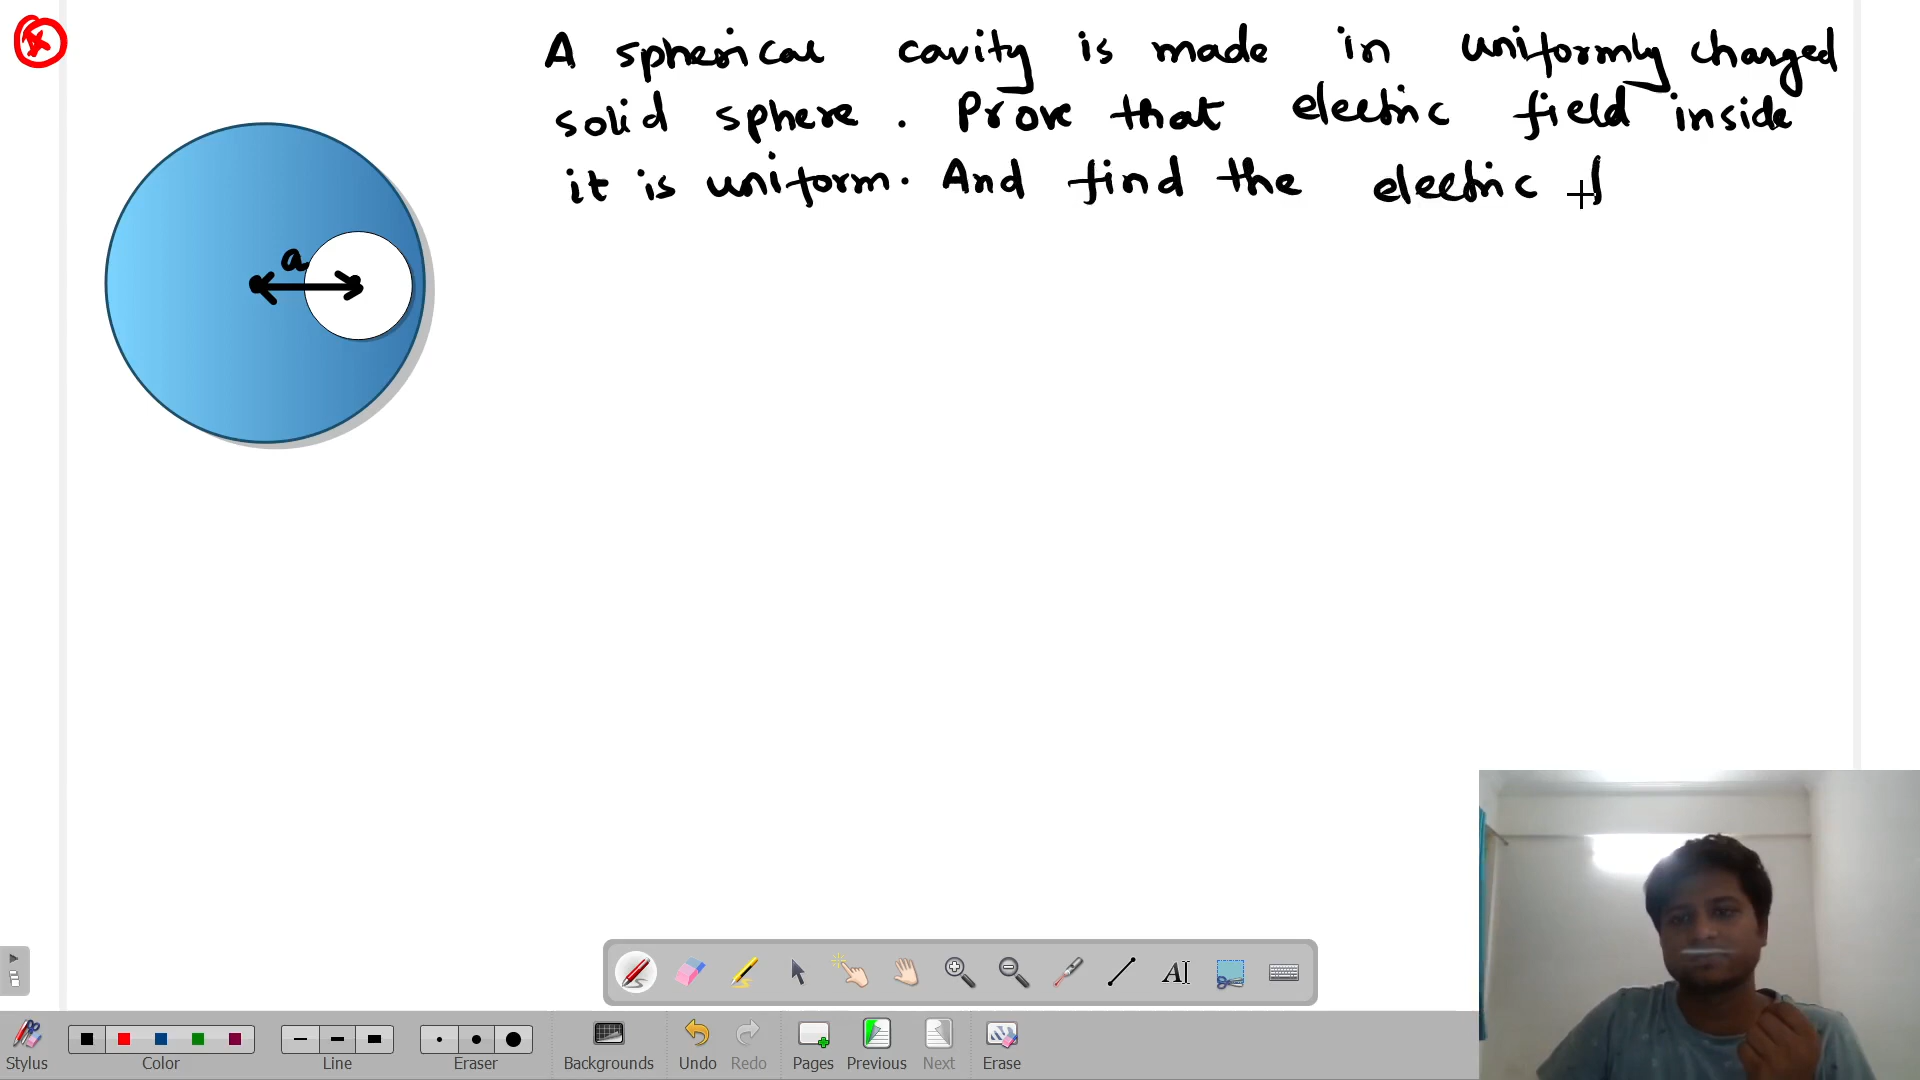 A spherical cavity is made in uniformly charged
solid sphere. Prove that electric field inside
it is uniform. And find the electric f
a
Stylus
Color
Line
Eraser
Backgrounds
Undo
Redo
Pages
Previous
Next
Erase